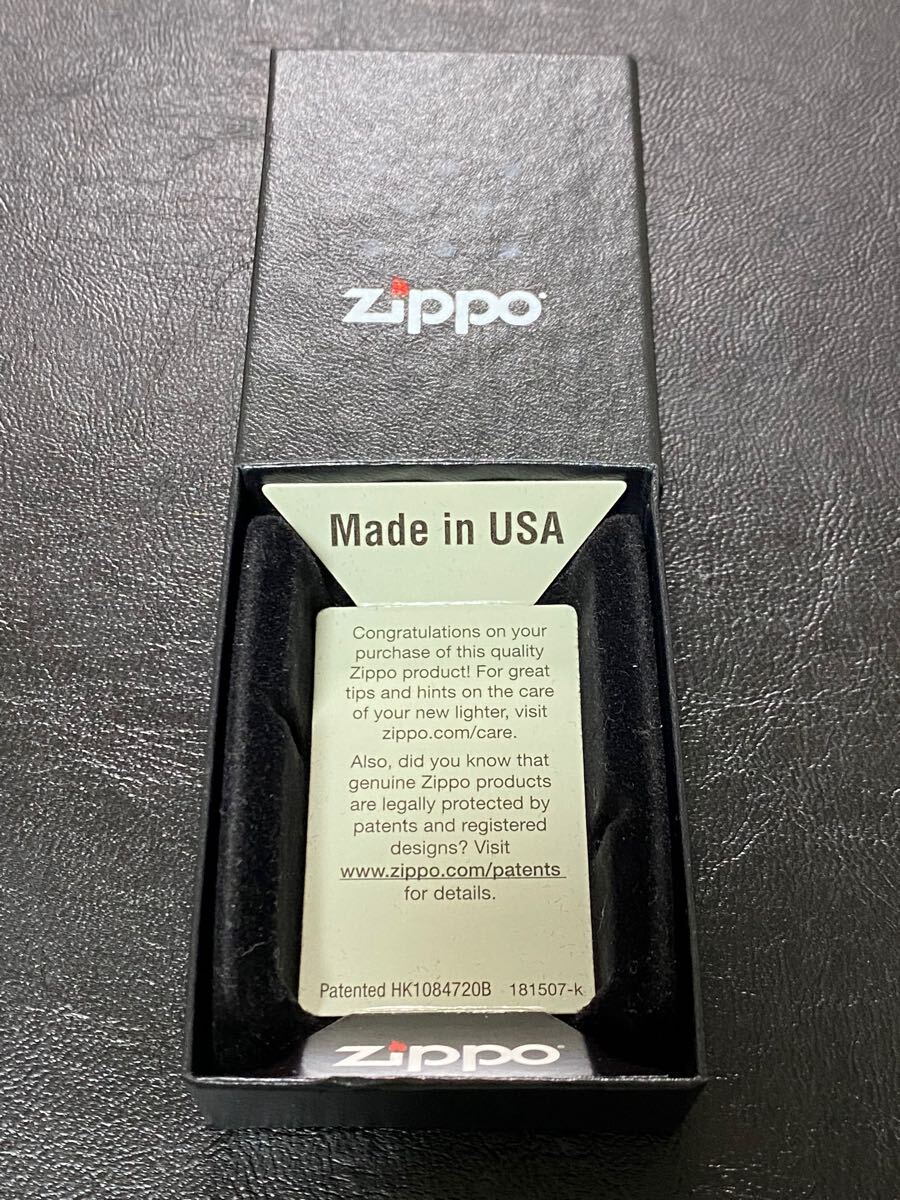 zippo
Made in USA
Congratulations on your
purchase of this quality
Zippo product! For great
tips and hints on the care
of your new lighter, visit
zippo.com/care.
Also, did you know that
genuine Zippo products
are legally protected by
patents and registered
designs? Visit
www.zippo.com/patents
for details.
Patented HK1084720B 181507-k
zippo